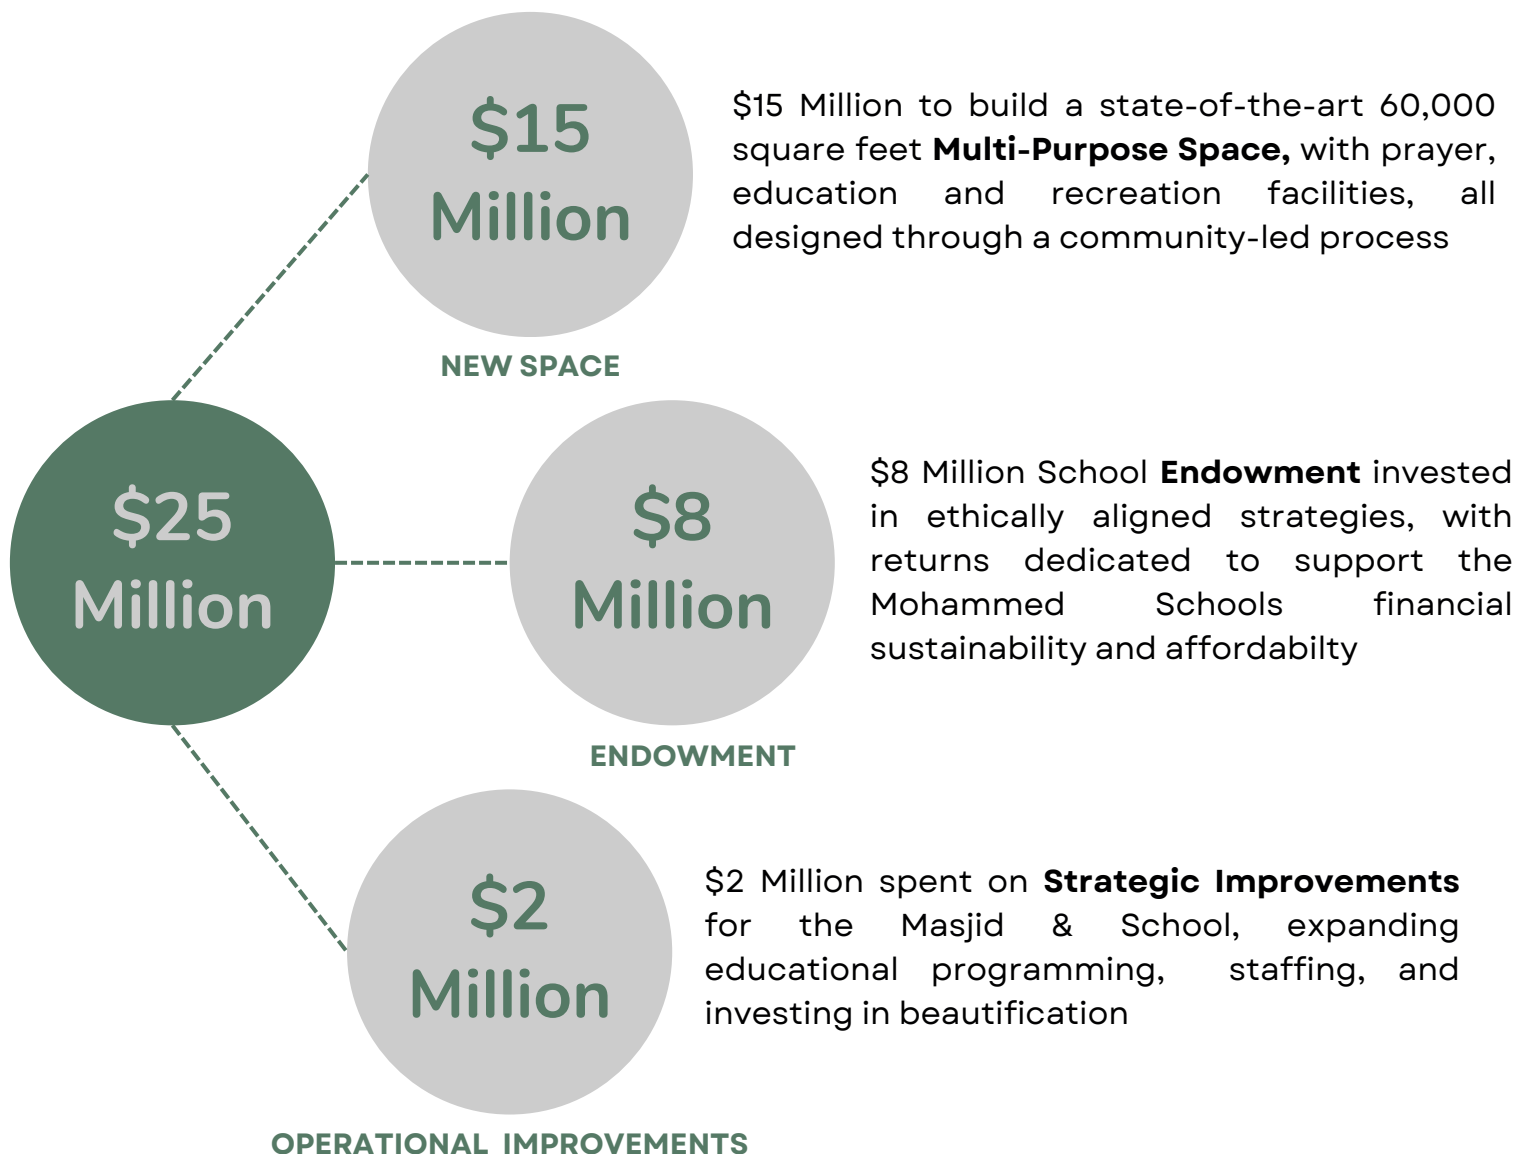 $15
Million
$15 Million to build a state-of-the-art 60,000
square feet Multi-Purpose Space, with prayer,
education and recreation facilities, all
designed through a community-led process
NEW SPACE
$25
Million
$8
Million
$8 Million School Endowment invested
in ethically aligned strategies, with
returns dedicated to support the
Mohammed Schools financial
sustainability and affordabilty
ENDOWMENT
$2
Million
$2 Million spent on Strategic Improvements
for the Masjid & School, expanding
educational programming, staffing, and
investing in beautification
OPERATIONAL IMPROVEMENTS